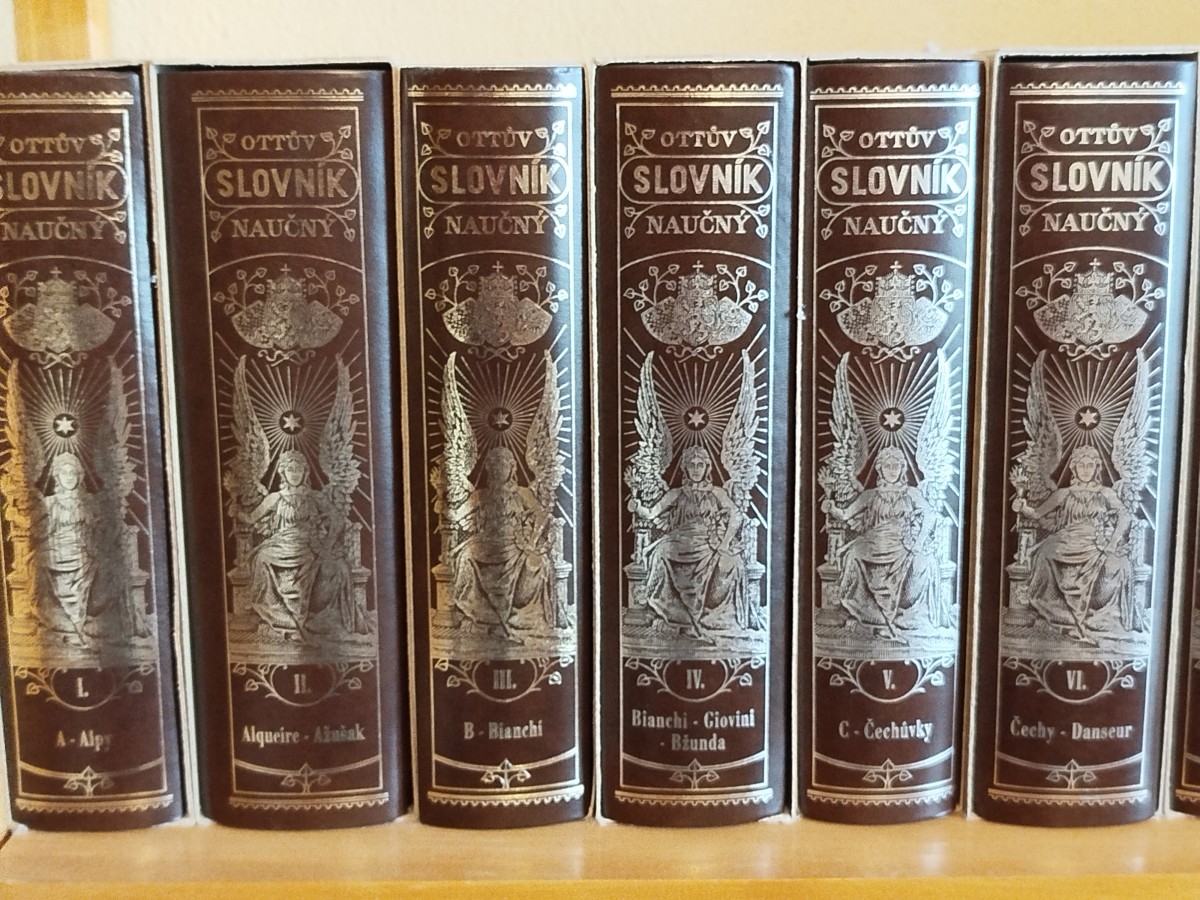 OTTŮV
SLOVNÍK
NAUČNÝ
I.
A - Alpy
OTTŮV
SLOVNÍK
NAUČNÝ
II.
Alqueire - Ažušak
OTTŮV
SLOVNÍK
NAUČNÝ
III.
B - Bianchi
OTTŮV
SLOVNÍK
NAUČNÝ
IV.
Bianchi - Giovini
- Bžunda
OTTŮV
SLOVNÍK
NAUČNÝ
V.
C - Čechůvky
OTTŮV
SLOVNÍK
NAUČNÝ
VI.
Čechy - Danseur